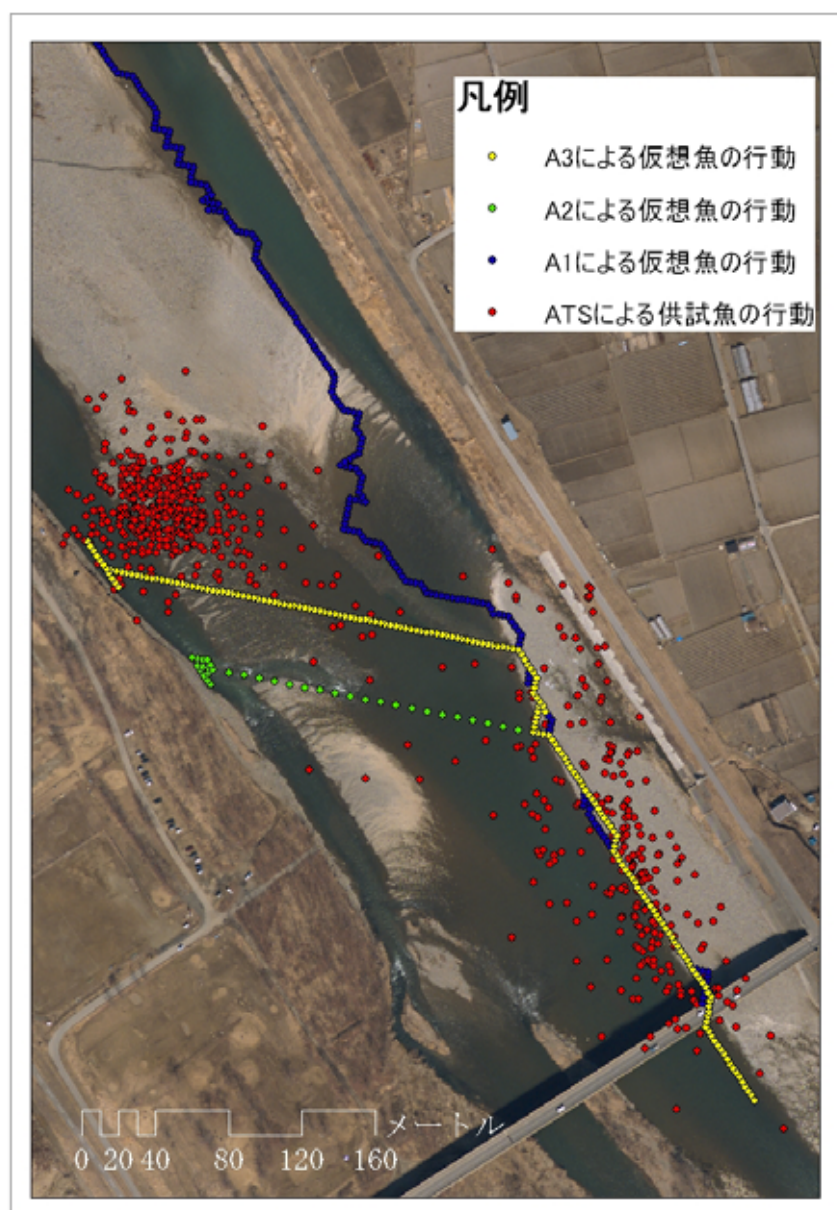 凡例
A3による仮想魚の行動
A2による仮想魚の行動
A1による仮想魚の行動
ATSによる供試魚の行動
メートル
0 20 40 80 120 160